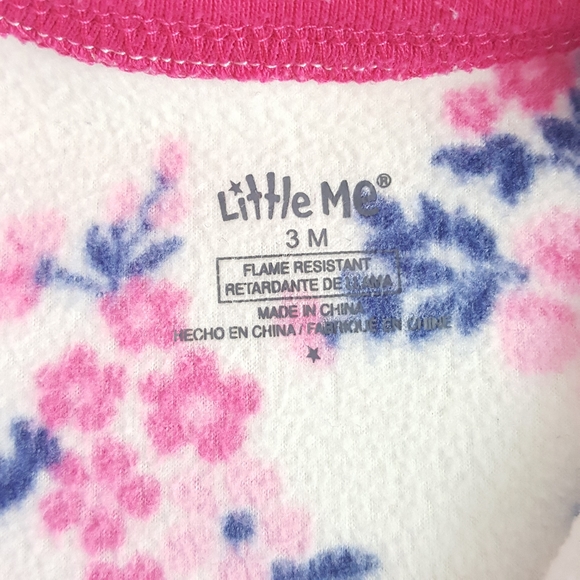 Little Me®
3 M
FLAME RESISTANT
RETARDANTE DE LLAMA
MADE IN CHINA
HECHO EN CHINA / FABRIQUÉ EN CHINE